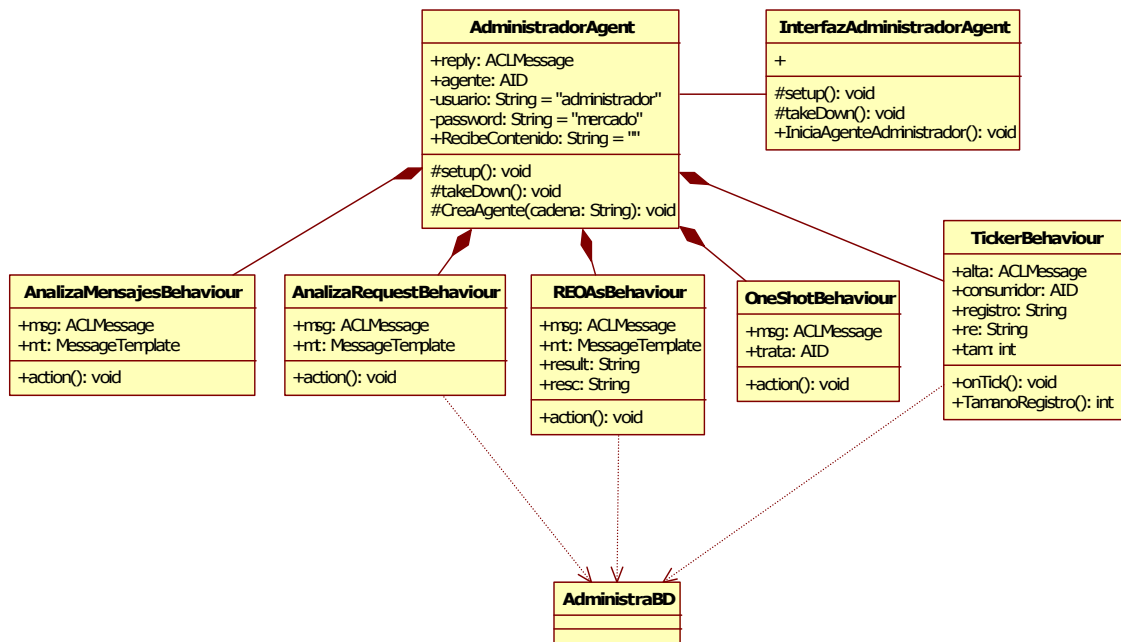 AdministradorAgent
+reply: ACLMessage
+agente: AID
-usuario: String = "administrador"
-password: String = "mercado"
+RecibeContenido: String = ""
#setup(): void
#takeDown(): void
#CreaAgente(cadena: String): void
InterfazAdministradorAgent
+
#setup(): void
#takeDown(): void
+IniciaAgenteAdministrador(): void
AnalizaMensajesBehaviour
+msg: ACLMessage
+mt: MessageTemplate
+action(): void
AnalizaRequestBehaviour
+msg: ACLMessage
+mt: MessageTemplate
+action(): void
REOAsBehaviour
+msg: ACLMessage
+mt: MessageTemplate
+result: String
+resc: String
+action(): void
OneShotBehaviour
+msg: ACLMessage
+trata: AID
+action(): void
TickerBehaviour
+alta: ACLMessage
+consumidor: AID
+registro: String
+re: String
+tam: int
+onTick(): void
+TamanoRegistro(): int
AdministraBD